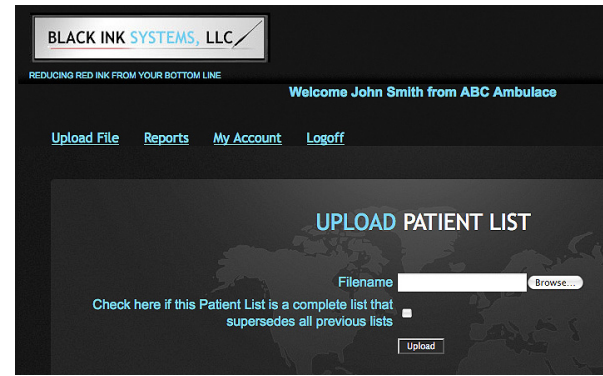 BLACK INK SYSTEMS, LLC
REDUCING RED INK FROM YOUR BOTTOM LINE
Welcome John Smith from ABC Ambulace
Upload File Reports My Account Logoff
UPLOAD PATIENT LIST
Filename Browse...
Check here if this Patient List is a complete list that
supersedes all previous lists
Upload